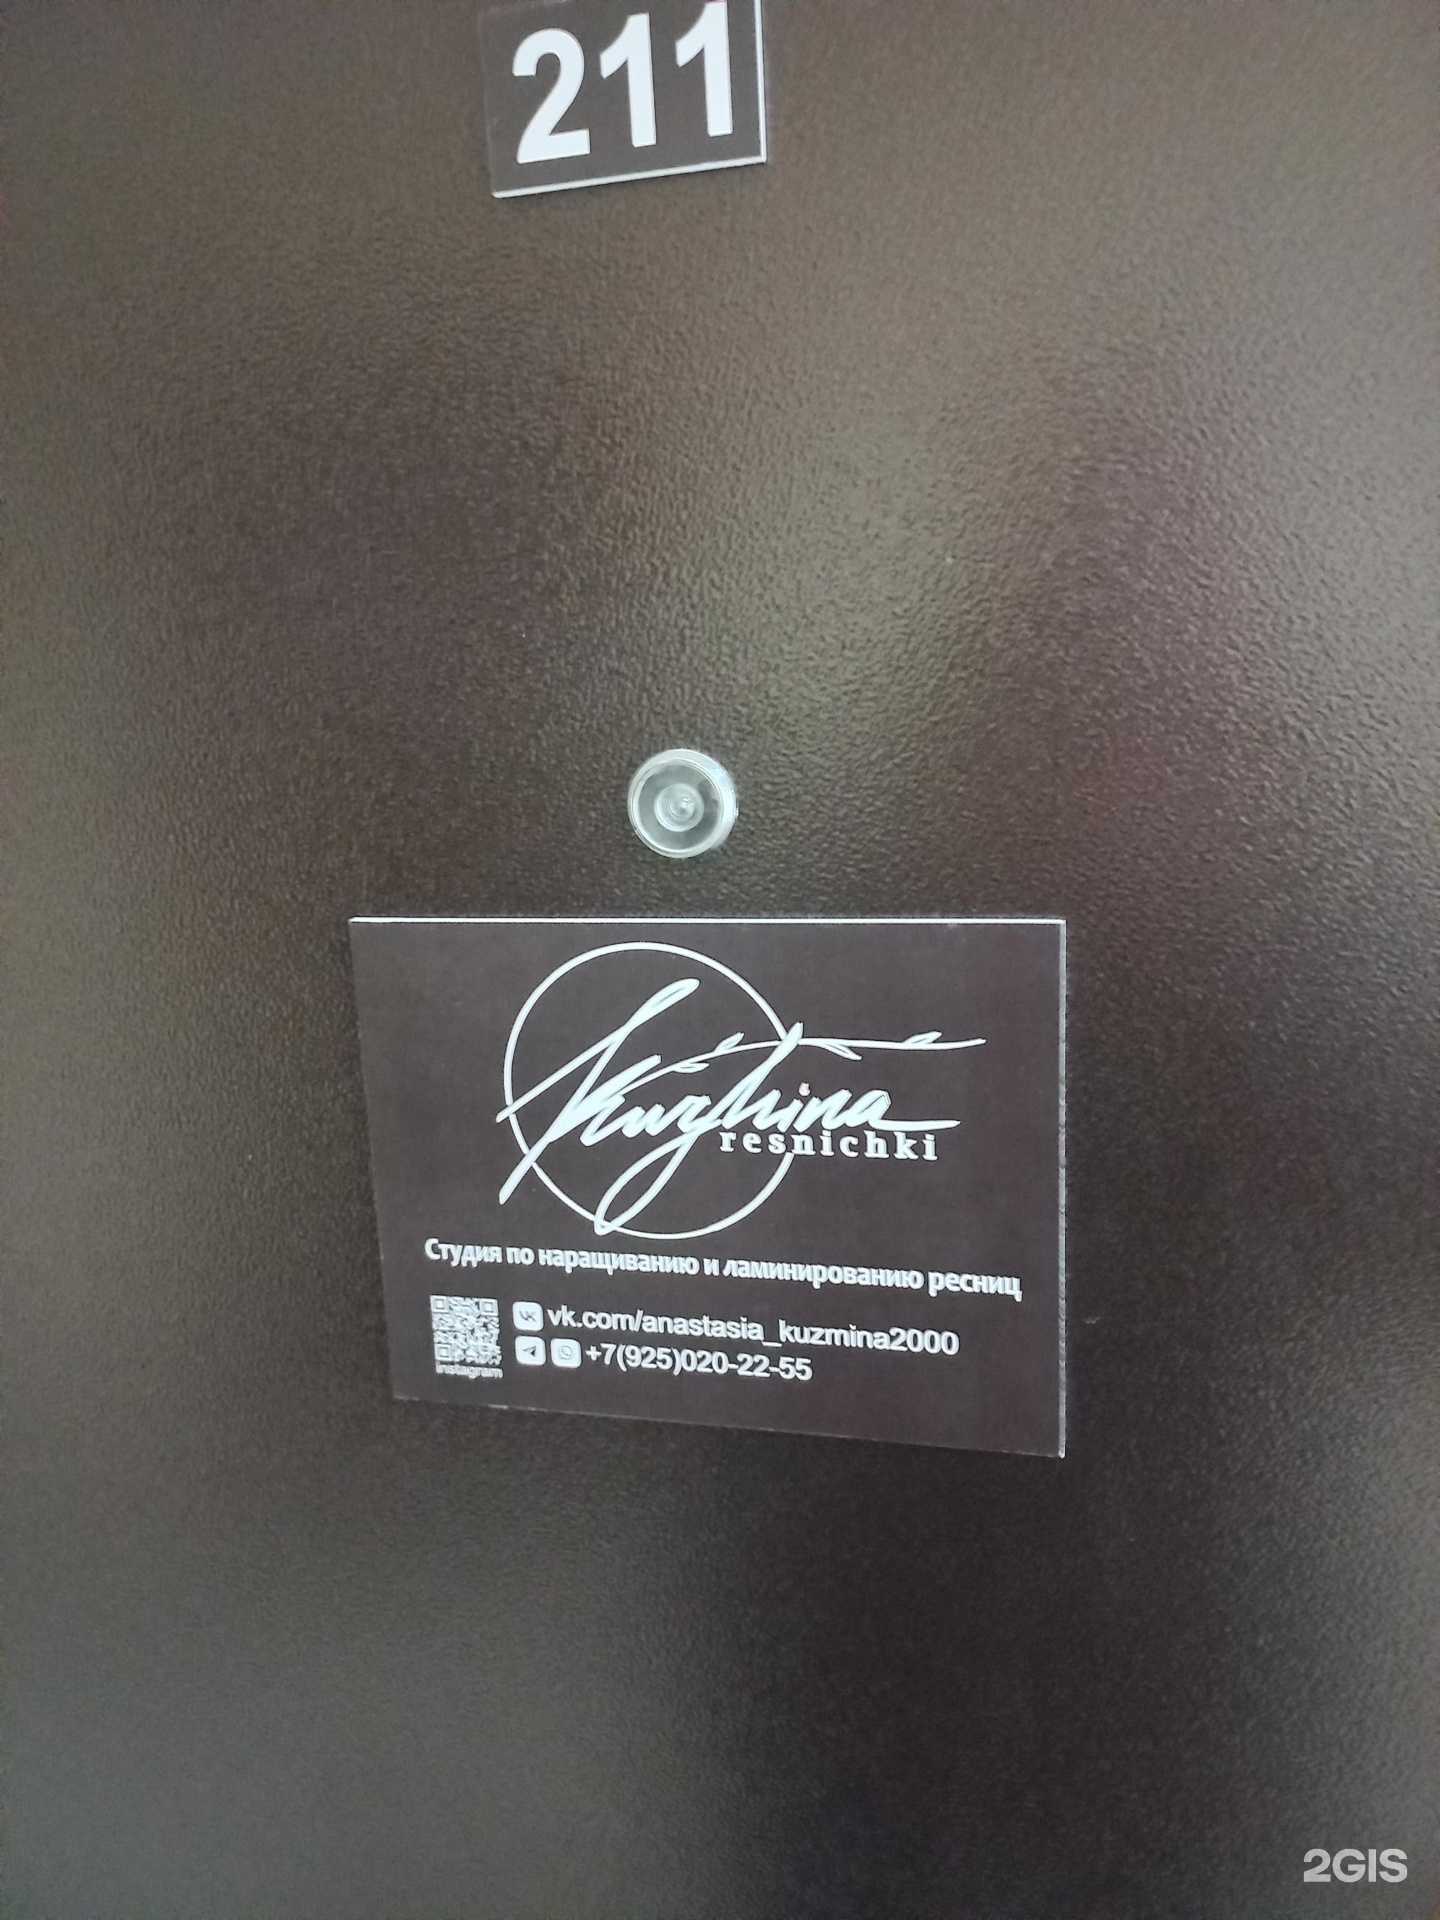 211
Kuzmina
resnichki
Студия по наращиванию и ламинированию ресниц
vk.com/anastasia_kuzmina2000
+7(925)020-22-55
Instagram
2GIS